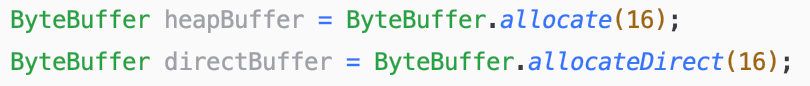 ByteBuffer heapBuffer = ByteBuffer.allocate(16);
ByteBuffer directBuffer = ByteBuffer.allocateDirect(16);